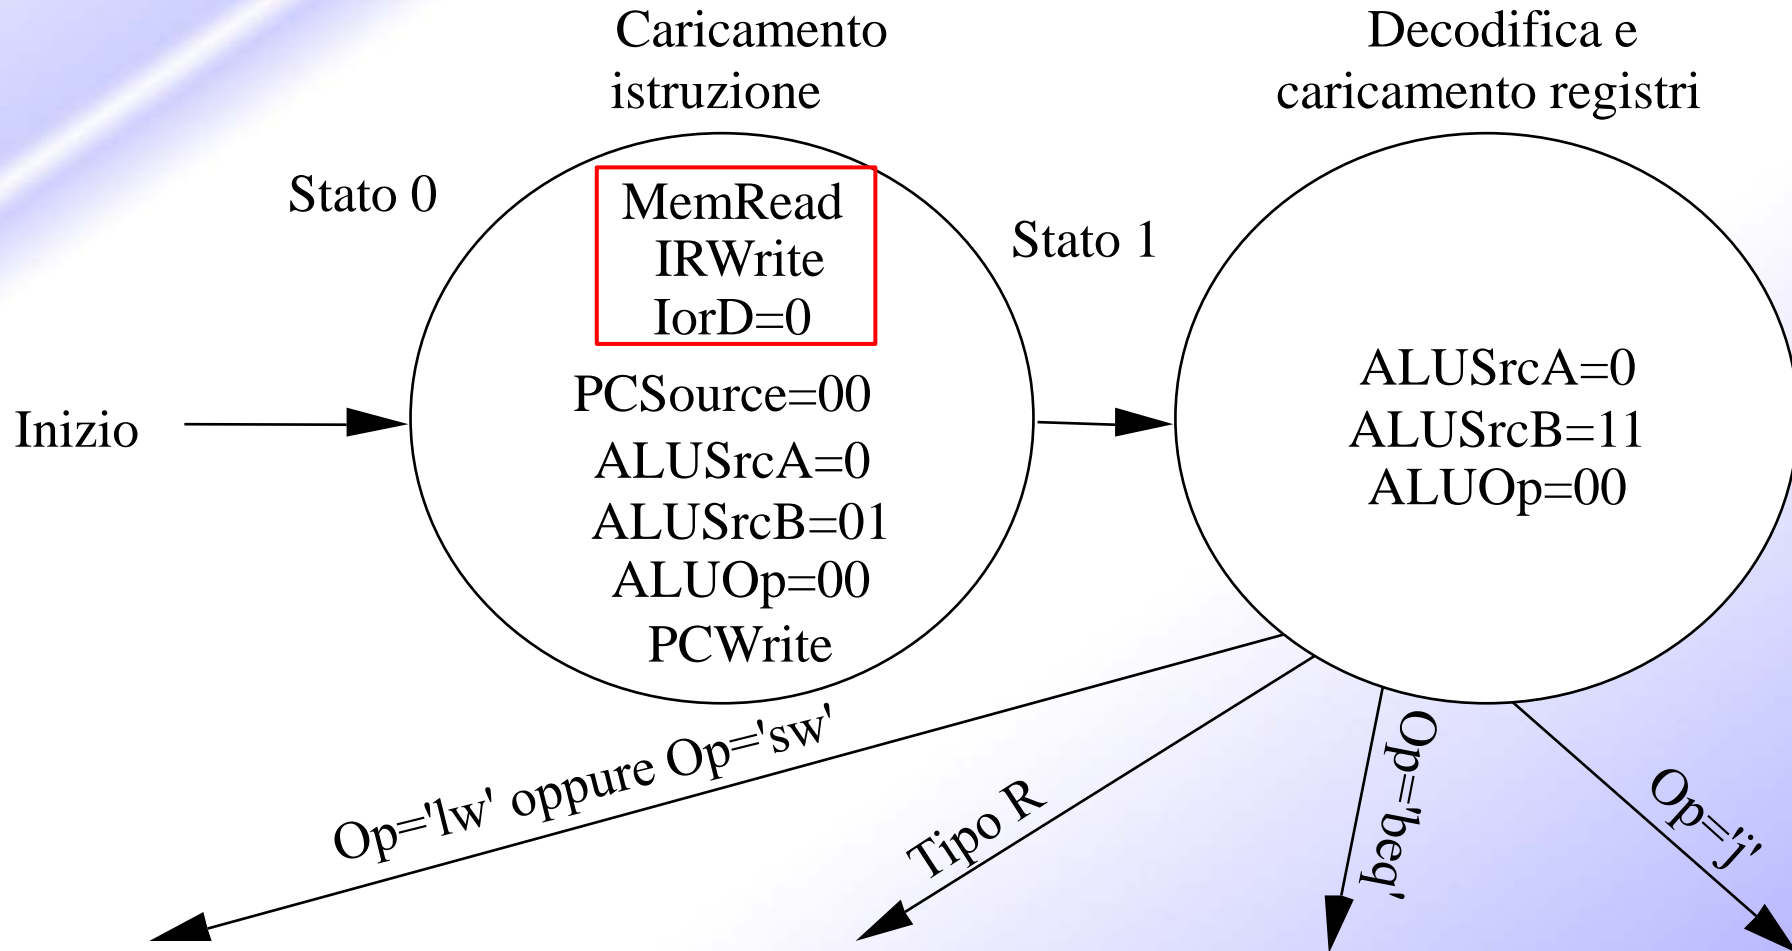 Caricamento
istruzione
Decodifica e
caricamento registri
Stato 0
MemRead
IRWrite
IorD=0
PCSource=00
ALUSrcA=0
ALUSrcB=01
ALUOp=00
PCWrite
Inizio
Stato 1
ALUSrcA=0
ALUSrcB=11
ALUOp=00
Op='lw' oppure Op='sw'
Tipo R
Op='beq'
Op='j'